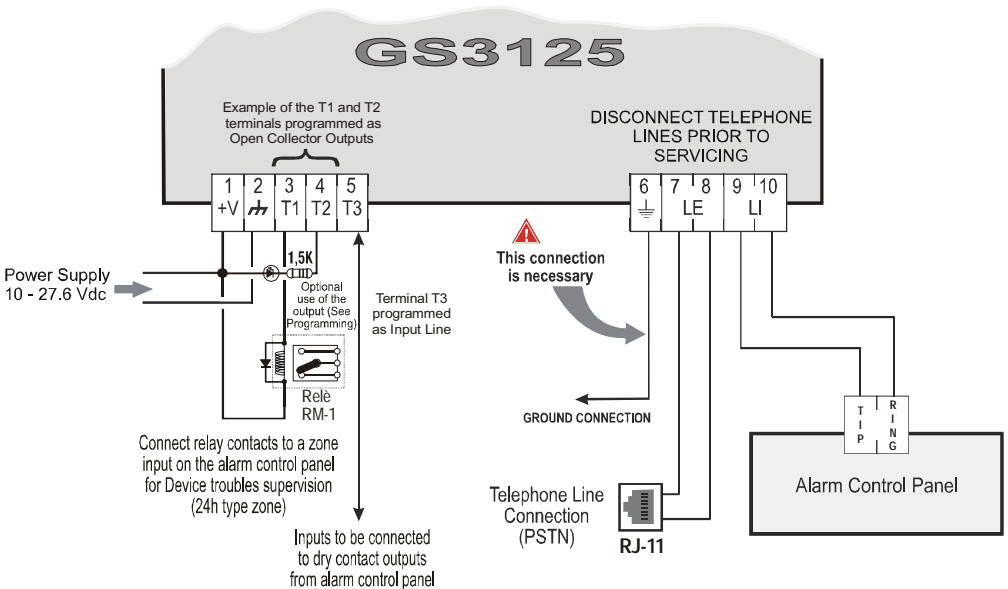 GS3125
Example of the T1 and T2
terminals programmed as
Open Collector Outputs
DISCONNECT TELEPHONE
LINES PRIOR TO
SERVICING
1 2 3 4 5
+V T1 T2 T3
6 7 8 9 10
LE LI
1,5K
Power Supply
10 - 27.6 Vdc
Optional
use of the
output (See
Programming)
Terminal T3
programmed
as Input Line
This connection
is necessary
Relè
RM-1
GROUND CONNECTION
TIP
RING
Connect relay contacts to a zone
input on the alarm control panel
for Device troubles supervision
(24h type zone)
Alarm Control Panel
Telephone Line
Connection
(PSTN)
RJ-11
Inputs to be connected
to dry contact outputs
from alarm control panel